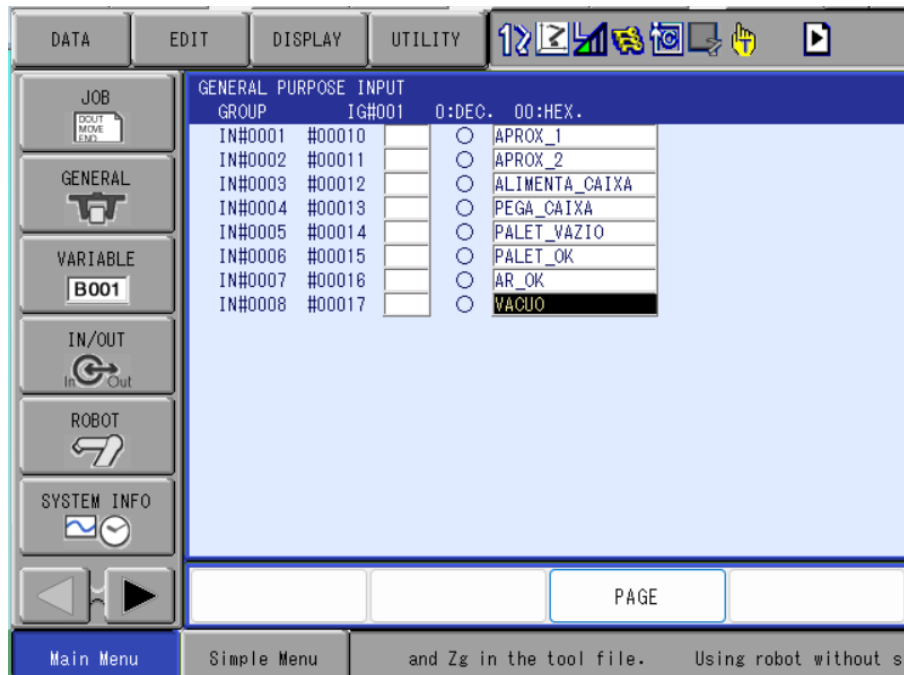 DATA EDIT DISPLAY UTILITY
JOB
DOUT
MOVE
END
GENERAL
VARIABLE
B001
IN/OUT
In Out
ROBOT
SYSTEM INFO
GENERAL PURPOSE INPUT
GROUP IG#001 0:DEC. 00:HEX.
IN#0001 #00010 APROX_1
IN#0002 #00011 APROX_2
IN#0003 #00012 ALIMENTA_CAIXA
IN#0004 #00013 PEGA_CAIXA
IN#0005 #00014 PALET_VAZIO
IN#0006 #00015 PALET_OK
IN#0007 #00016 AR_OK
IN#0008 #00017 VACUO
PAGE
Main Menu Simple Menu and Zg in the tool file. Using robot without s